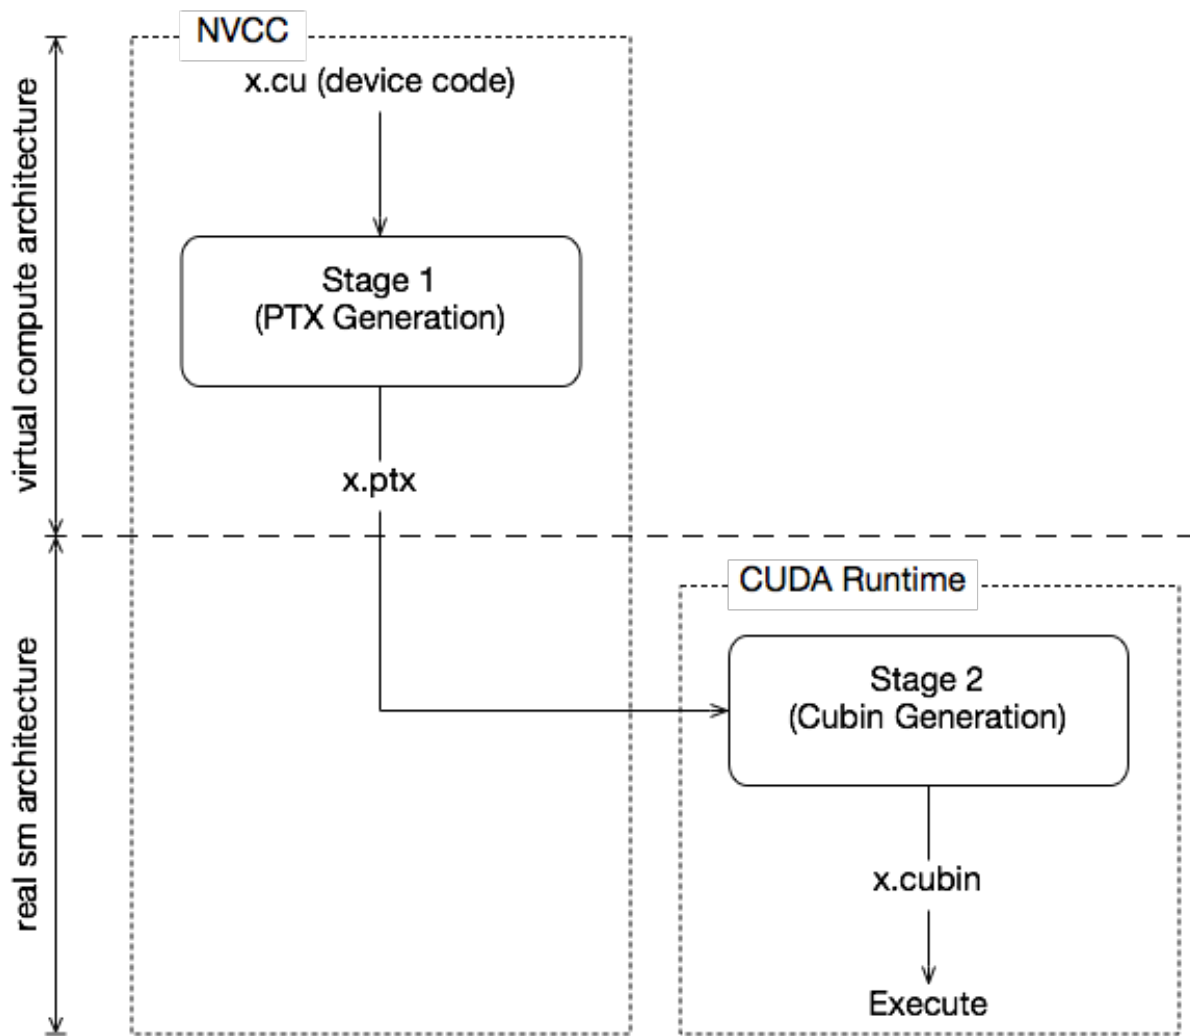 NVCC
x.cu (device code)
virtual compute architecture
Stage 1
(PTX Generation)
x.ptx
CUDA Runtime
real sm architecture
Stage 2
(Cubin Generation)
x.cubin
Execute